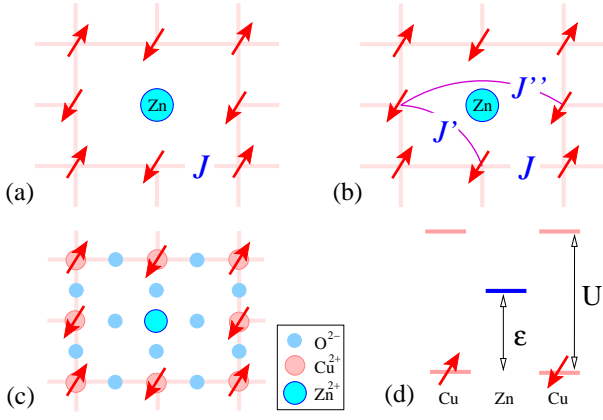 Zn
J
(a)
Zn
J''
J'
J
(b)
O2-
Cu2+
Zn2+
(c)
U
ε
Cu Zn Cu
(d)